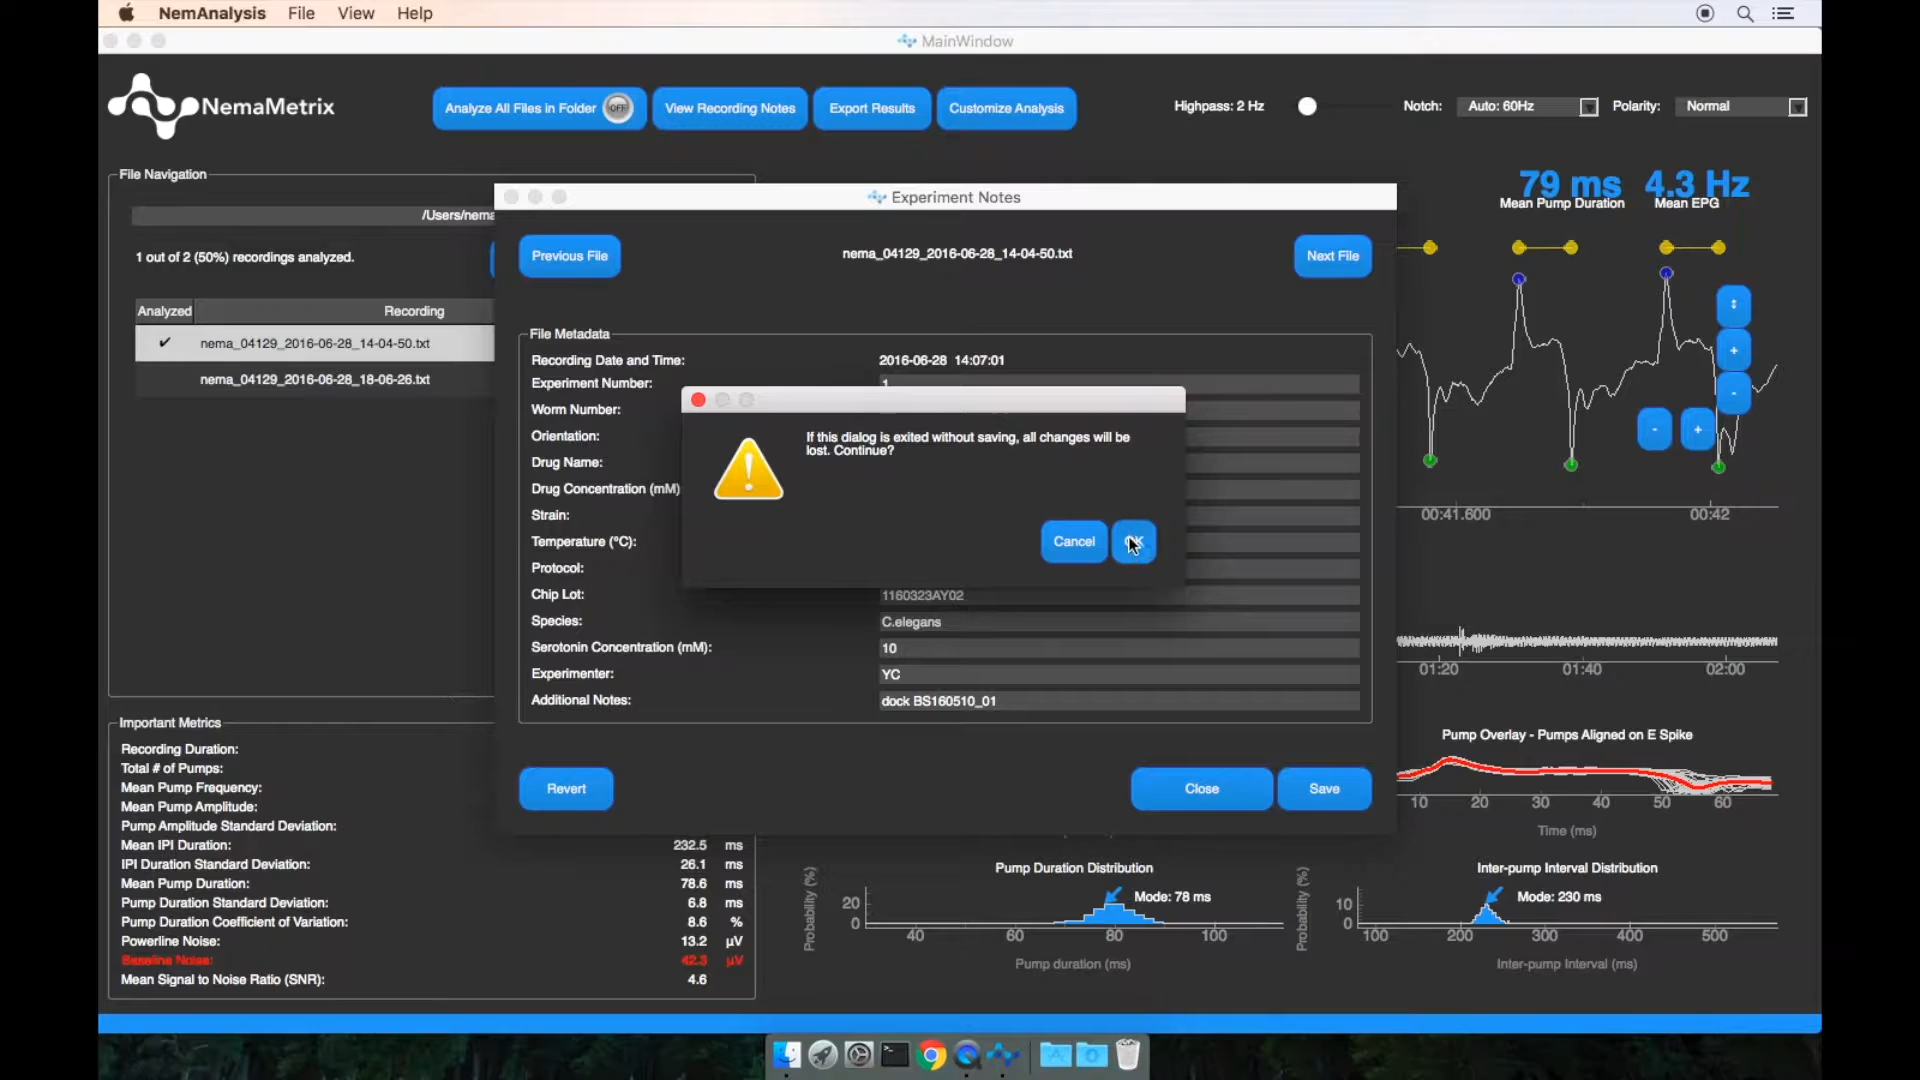 NemAnalysis File View Help
MainWindow
NemaMetrix
Analyze All Files in Folder OFF
View Recording Notes
Export Results
Customize Analysis
Highpass: 2 Hz
Notch: Auto: 60Hz
Polarity: Normal
File Navigation
/Users/nema
1 out of 2 (50%) recordings analyzed.
Analyzed Recording
✔ nema_04129_2016-06-28_14-04-50.txt
nema_04129_2016-06-28_18-06-26.txt
Experiment Notes
Previous File
nema_04129_2016-06-28_14-04-50.txt
Next File
File Metadata
Recording Date and Time: 2016-06-28 14:07:01
Experiment Number: 1
Worm Number:
Orientation:
Drug Name:
Drug Concentration (mM)
Strain:
Temperature (°C):
Protocol:
Chip Lot: 1160323AY02
Species: C.elegans
Serotonin Concentration (mM): 10
Experimenter: YC
Additional Notes: dock BS160510_01
If this dialog is exited without saving, all changes will be
lost. Continue?
Cancel
OK
Revert
Close
Save
79 ms 4.3 Hz
Mean Pump Duration Mean EPG
↕
+
-
- +
00:41.600 00:42
01:20 01:40 02:00
Important Metrics
Recording Duration:
Total # of Pumps:
Mean Pump Frequency:
Mean Pump Amplitude:
Pump Amplitude Standard Deviation:
Mean IPI Duration: 232.5 ms
IPI Duration Standard Deviation: 26.1 ms
Mean Pump Duration: 78.6 ms
Pump Duration Standard Deviation: 6.8 ms
Pump Duration Coefficient of Variation: 8.6 %
Powerline Noise: 13.2 µV
Baseline Noise: 42.3 µV
Mean Signal to Noise Ratio (SNR): 4.6
Pump Overlay - Pumps Aligned on E Spike
10 20 30 40 50 60
Time (ms)
Pump Duration Distribution
Mode: 78 ms
Probability (%)
20
0
40 60 80 100
Pump duration (ms)
Inter-pump Interval Distribution
Mode: 230 ms
Probability (%)
10
0
100 200 300 400 500
Inter-pump Interval (ms)